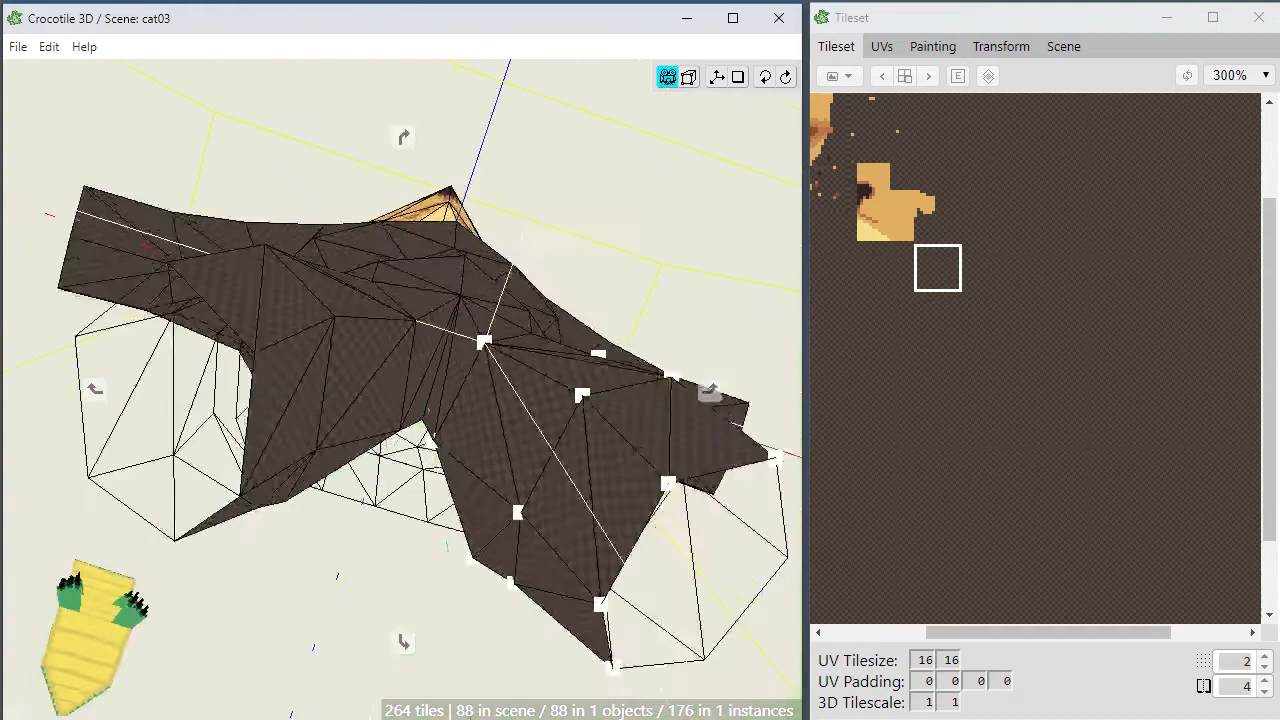 Crocotile 3D / Scene: cat03
File Edit Help
264 tiles | 88 in scene / 88 in 1 objects / 176 in 1 instances
Tileset
Tileset UVs Painting Transform Scene
E 300%
UV Tilesize: 16 16 2
UV Padding: 0 0 0 0 4
3D Tilescale: 1 1